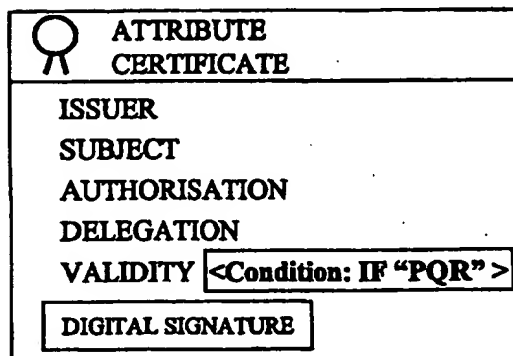 ATTRIBUTE
CERTIFICATE
ISSUER
SUBJECT
AUTHORISATION
DELEGATION
VALIDITY <Condition: IF “PQR” >
DIGITAL SIGNATURE